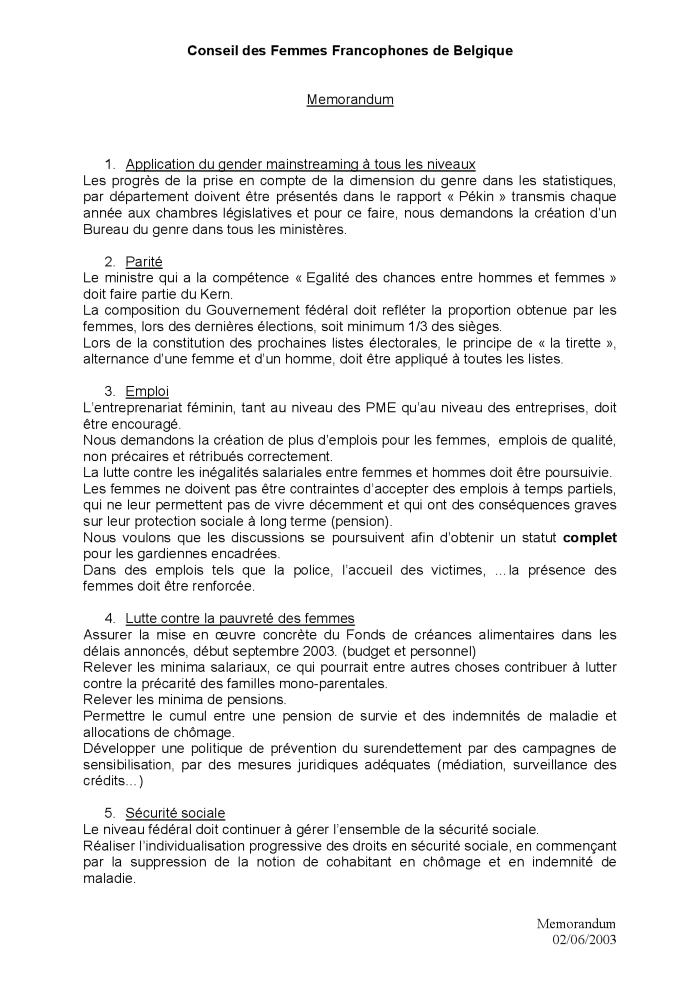 Conseil des Femmes Francophones de Belgique
Memorandum
1. Application du gender mainstreaming à tous les niveaux
Les progrès de la prise en compte de la dimension du genre dans les statistiques,
par département doivent être présentés dans le rapport « Pékin » transmis chaque
année aux chambres législatives et pour ce faire, nous demandons la création d’un
Bureau du genre dans tous les ministères.
2. Parité
Le ministre qui a la compétence « Egalité des chances entre hommes et femmes »
doit faire partie du Kern.
La composition du Gouvernement fédéral doit refléter la proportion obtenue par les
femmes, lors des dernières élections, soit minimum 1/3 des sièges.
Lors de la constitution des prochaines listes électorales, le principe de « la tirette »,
alternance d’une femme et d’un homme, doit être appliqué à toutes les listes.
3. Emploi
L’entreprenariat féminin, tant au niveau des PME qu’au niveau des entreprises, doit
être encouragé.
Nous demandons la création de plus d’emplois pour les femmes, emplois de qualité,
non précaires et rétribués correctement.
La lutte contre les inégalités salariales entre femmes et hommes doit être poursuivie.
Les femmes ne doivent pas être contraintes d’accepter des emplois à temps partiels,
qui ne leur permettent pas de vivre décemment et qui ont des conséquences graves
sur leur protection sociale à long terme (pension).
Nous voulons que les discussions se poursuivent afin d’obtenir un statut complet
pour les gardiennes encadrées.
Dans des emplois tels que la police, l’accueil des victimes, …la présence des
femmes doit être renforcée.
4. Lutte contre la pauvreté des femmes
Assurer la mise en œuvre concrète du Fonds de créances alimentaires dans les
délais annoncés, début septembre 2003. (budget et personnel)
Relever les minima salariaux, ce qui pourrait entre autres choses contribuer à lutter
contre la précarité des familles mono-parentales.
Relever les minima de pensions.
Permettre le cumul entre une pension de survie et des indemnités de maladie et
allocations de chômage.
Développer une politique de prévention du surendettement par des campagnes de
sensibilisation, par des mesures juridiques adéquates (médiation, surveillance des
crédits…)
5. Sécurité sociale
Le niveau fédéral doit continuer à gérer l’ensemble de la sécurité sociale.
Réaliser l’individualisation progressive des droits en sécurité sociale, en commençant
par la suppression de la notion de cohabitant en chômage et en indemnité de
maladie.
Memorandum
02/06/2003